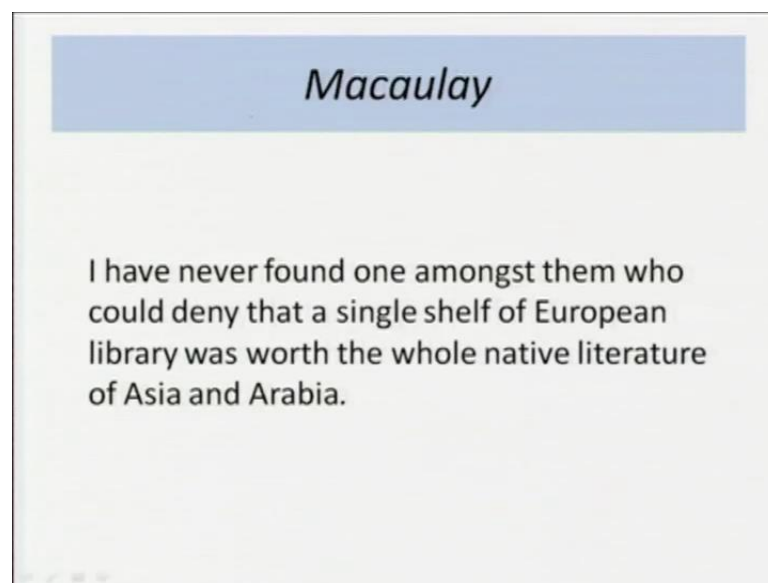 Macaulay
I have never found one amongst them who
could deny that a single shelf of European
library was worth the whole native literature
of Asia and Arabia.